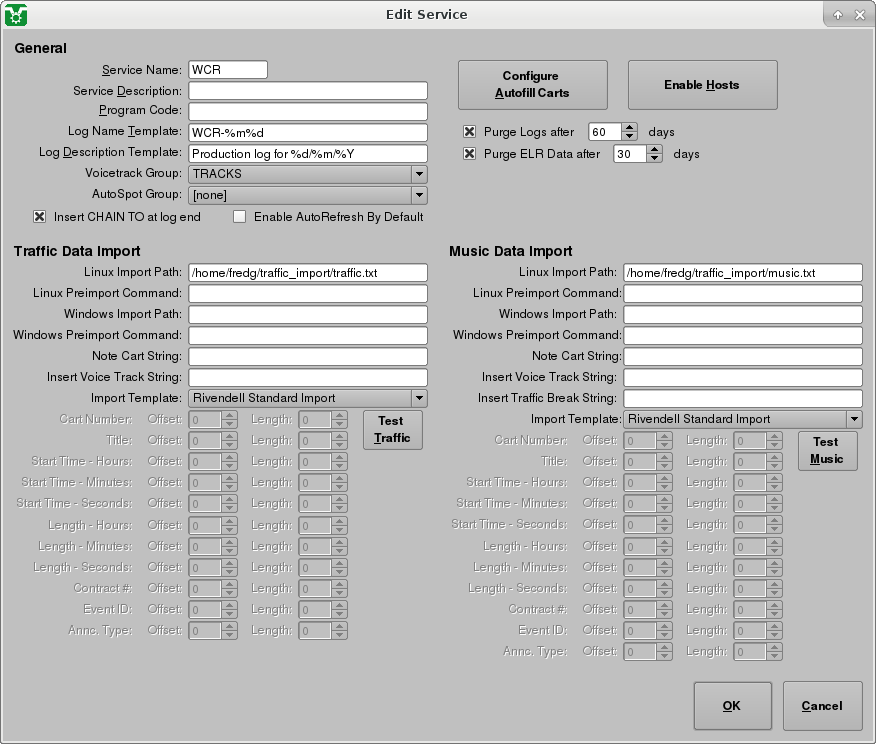 Edit Service
General
Service Name: WCR
Service Description:
Program Code:
Log Name Template: WCR-%m%d
Log Description Template: Production log for %d/%m/%Y
Voicetrack Group: TRACKS
AutoSpot Group: [none]
Insert CHAIN TO at log end Enable AutoRefresh By Default
Configure
Autofill Carts
Enable Hosts
Purge Logs after 60 days
Purge ELR Data after 30 days
Traffic Data Import
Linux Import Path: /home/fredg/traffic_import/traffic.txt
Linux Preimport Command:
Windows Import Path:
Windows Preimport Command:
Note Cart String:
Insert Voice Track String:
Import Template: Rivendell Standard Import
Cart Number: Offset: 0 Length: 0
Title: Offset: 0 Length: 0
Start Time - Hours: Offset: 0 Length: 0
Start Time - Minutes: Offset: 0 Length: 0
Start Time - Seconds: Offset: 0 Length: 0
Length - Hours: Offset: 0 Length: 0
Length - Minutes: Offset: 0 Length: 0
Length - Seconds: Offset: 0 Length: 0
Contract #: Offset: 0 Length: 0
Event ID: Offset: 0 Length: 0
Annc. Type: Offset: 0 Length: 0
Test
Traffic
Music Data Import
Linux Import Path: /home/fredg/traffic_import/music.txt
Linux Preimport Command:
Windows Import Path:
Windows Preimport Command:
Note Cart String:
Insert Voice Track String:
Insert Traffic Break String:
Import Template: Rivendell Standard Import
Cart Number: Offset: 0 Length: 0
Title: Offset: 0 Length: 0
Start Time - Hours: Offset: 0 Length: 0
Start Time - Minutes: Offset: 0 Length: 0
Start Time - Seconds: Offset: 0 Length: 0
Length - Hours: Offset: 0 Length: 0
Length - Minutes: Offset: 0 Length: 0
Length - Seconds: Offset: 0 Length: 0
Contract #: Offset: 0 Length: 0
Event ID: Offset: 0 Length: 0
Annc. Type: Offset: 0 Length: 0
Test
Music
OK
Cancel